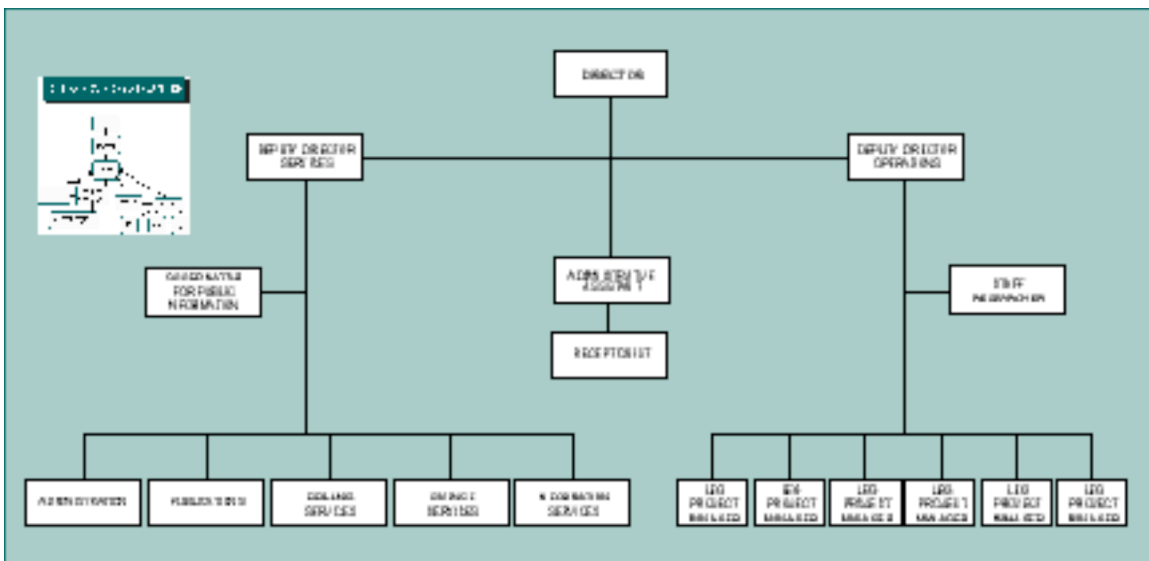 DIRECTOR
DEPUTY DIRECTOR
SERVICES
DEPUTY DIRECTOR
OPERATIONS
COORDINATOR
FOR PUBLIC
INFORMATION
ADMINISTRATIVE
ASSISTANT
STAFF
RESEARCHER
RECEPTIONIST
ADMINISTRATION
PUBLICATIONS
SERVICES
SERVICES
INFORMATION
SERVICES
LEG
PROJECT
MANAGER
LEG
PROJECT
MANAGER
LEG
PROJECT
MANAGER
LEG
PROJECT
MANAGER
LEG
PROJECT
MANAGER
LEG
PROJECT
MANAGER